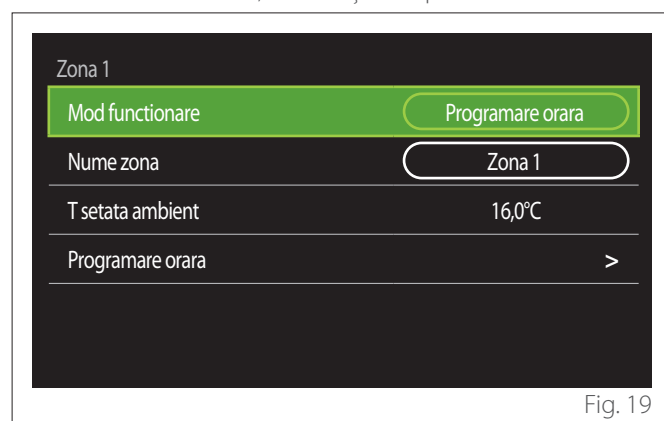 Zona 1
Mod functionare Programare orara
Nume zona Zona 1
T setata ambient 16,0°C
Programare orara >
Fig. 19